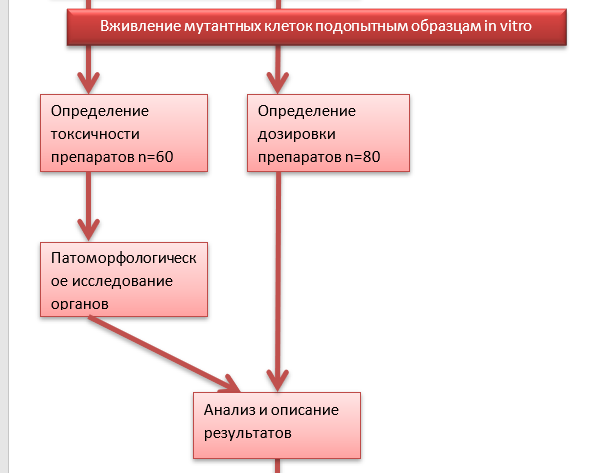 Вживление мутантных клеток подопытным образцам in vitro
Определение
токсичности
препаратов n=60
Определение
дозировки
препаратов n=80
Патоморфологическ
ое исследование
органов
Анализ и описание
результатов